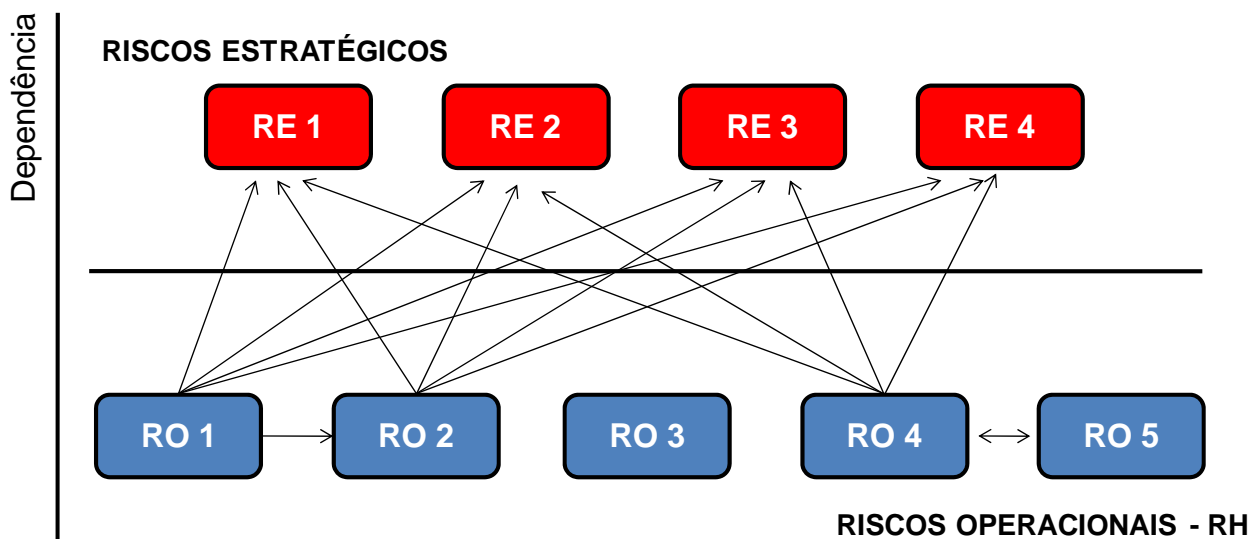 Dependência
RISCOS ESTRATÉGICOS
RE 1
RE 2
RE 3
RE 4
RO 1
RO 2
RO 3
RO 4
RO 5
RISCOS OPERACIONAIS - RH